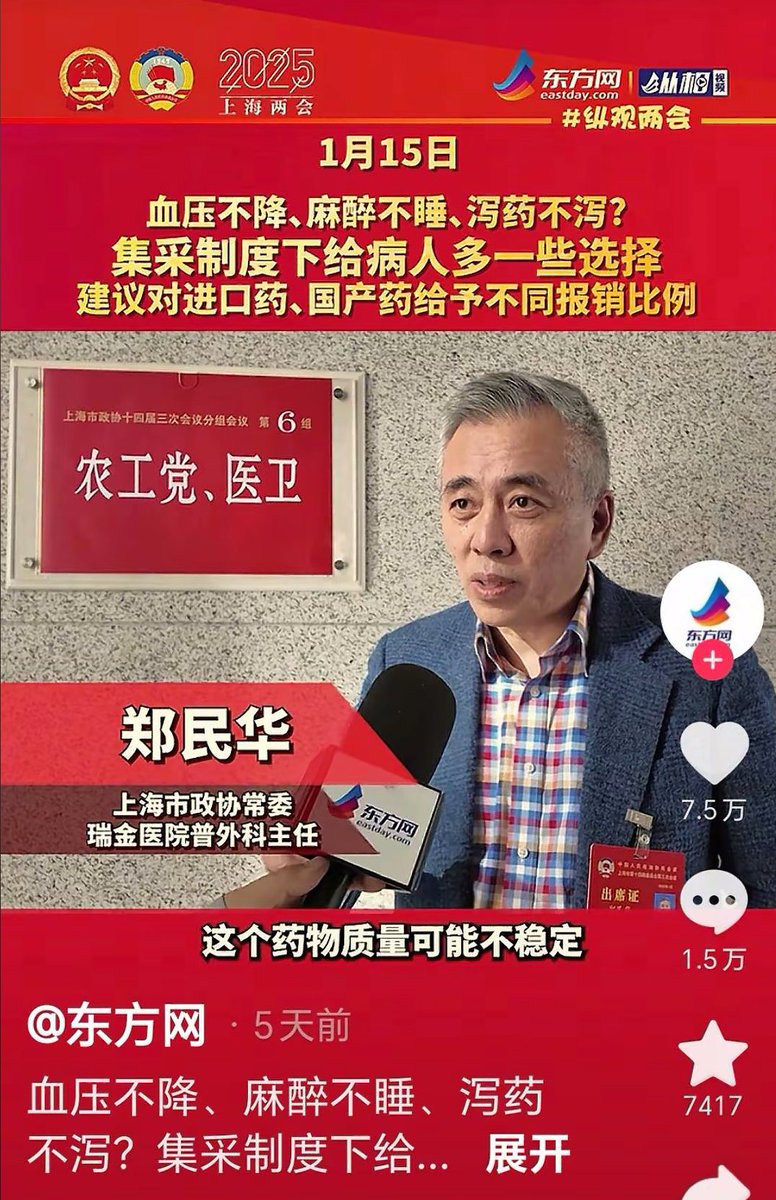 2025
上海两会
东方网
eastday.com
纵相
视频
#纵观两会
1月15日
血压不降、麻醉不睡、泻药不泻?
集采制度下给病人多一些选择
建议对进口药、国产药给予不同报销比例
上海市政协十四届三次会议分组会议 第6组
农工党、医卫
东方网
郑民华
上海市政协常委
瑞金医院普外科主任
东方网
eastday.com
出席证
7.5万
1.5万
这个药物质量可能不稳定
@东方网 · 5天前
7417
血压不降、麻醉不睡、泻药
不泻?集采制度下给... 展开